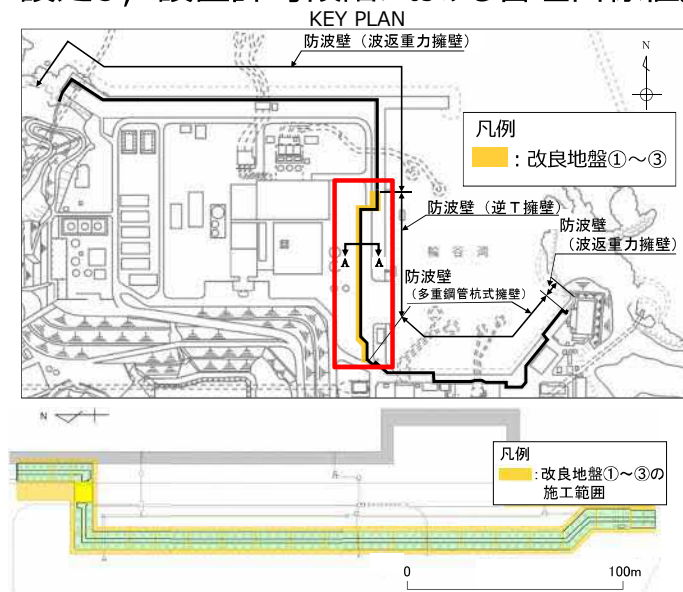 KEY PLAN
防波壁（波返重力擁壁）
N
凡例
：改良地盤①～③
防波壁（逆T擁壁）
防波壁
（波返重力擁壁）
輪谷湾
A A
防波壁
（多重鋼管杭式擁壁）
N
凡例
：改良地盤①～③の
施工範囲
0 100m